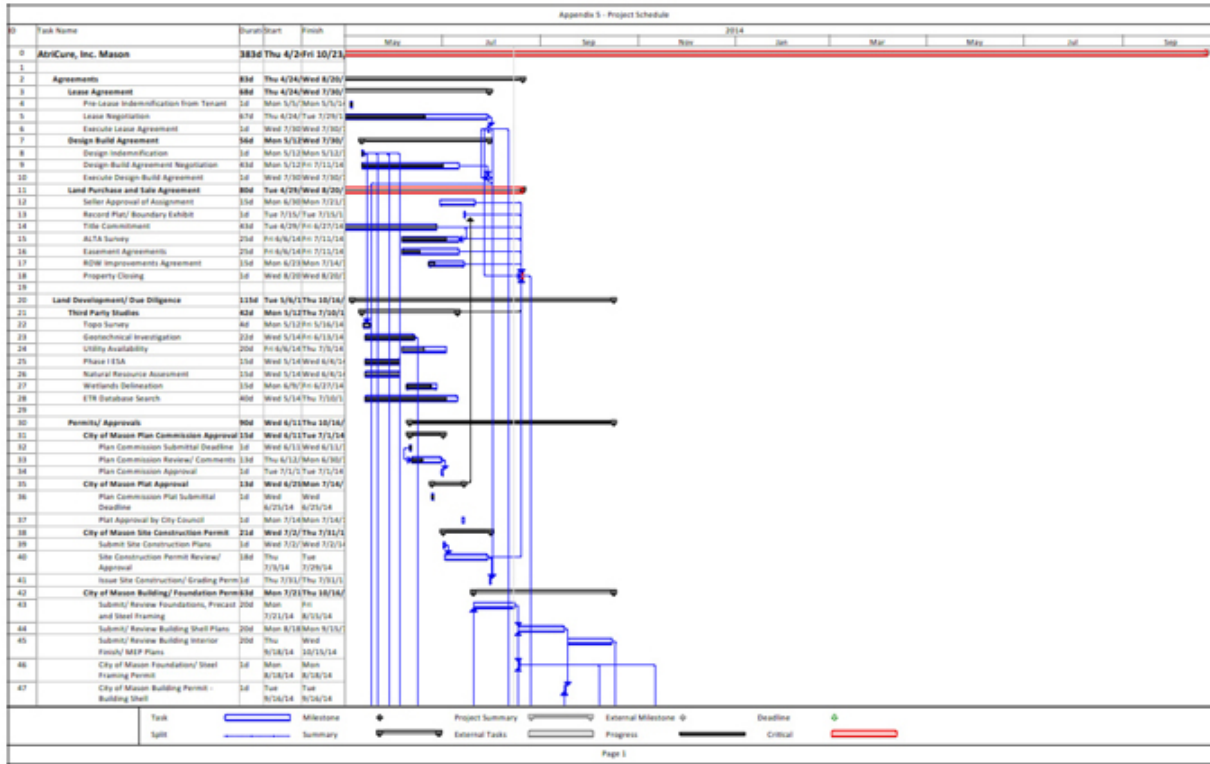 Appendix 5 - Project Schedule
ID Task Name Durati Start Finish 2014
May Jul Sep Nov Jan Mar May Jul Sep
0 AtriCure, Inc. Mason 383d Thu 4/2 Fri 10/23,
1
2 Agreements 83d Thu 4/24/ Wed 8/20/
3 Lease Agreement 68d Thu 4/24/ Wed 7/30/
4 Pre-Lease Indemnification from Tenant 1d Mon 5/5/ Mon 5/5/1
5 Lease Negotiation 67d Thu 4/24/ Tue 7/29/1
6 Execute Lease Agreement 1d Wed 7/30 Wed 7/30/
7 Design Build Agreement 56d Mon 5/12 Wed 7/30/
8 Design Indemnification 1d Mon 5/12 Mon 5/12/
9 Design-Build Agreement Negotiation 43d Mon 5/12 Fri 7/11/14
10 Execute Design-Build Agreement 1d Wed 7/30 Wed 7/30/
11 Land Purchase and Sale Agreement 80d Tue 4/29/ Wed 8/20/
12 Seller Approval of Assignment 15d Mon 6/30 Mon 7/21/
13 Record Plat/ Boundary Exhibit 1d Tue 7/15/ Tue 7/15/1
14 Title Commitment 43d Tue 4/29/ Fri 6/27/14
15 ALTA Survey 25d Fri 6/6/14 Fri 7/11/14
16 Easement Agreements 25d Fri 6/6/14 Fri 7/11/14
17 ROW Improvements Agreement 15d Mon 6/23 Mon 7/14/
18 Property Closing 1d Wed 8/20 Wed 8/20/
19
20 Land Development/ Due Diligence 115d Tue 5/6/1 Thu 10/16/
21 Third Party Studies 42d Mon 5/12 Thu 7/10/1
22 Topo Survey 4d Mon 5/12 Fri 5/16/14
23 Geotechnical Investigation 22d Wed 5/14 Fri 6/13/14
24 Utility Availability 20d Fri 6/6/14 Thu 7/3/14
25 Phase I ESA 15d Wed 5/14 Wed 6/4/1
26 Natural Resource Assesment 15d Wed 5/14 Wed 6/4/1
27 Wetlands Delineation 15d Mon 6/9/ Fri 6/27/14
28 ETR Database Search 40d Wed 5/14 Thu 7/10/1
29
30 Permits/ Approvals 90d Wed 6/11 Thu 10/16/
31 City of Mason Plan Commission Approval 15d Wed 6/11 Tue 7/1/14
32 Plan Commission Submittal Deadline 1d Wed 6/11 Wed 6/11/
33 Plan Commission Review/ Comments 13d Thu 6/12/ Mon 6/30/
34 Plan Commission Approval 1d Tue 7/1/1 Tue 7/1/14
35 City of Mason Plat Approval 13d Wed 6/25 Mon 7/14/
36 Plan Commission Plat Submittal 1d Wed Wed
Deadline 6/25/14 6/25/14
37 Plat Approval by City Council 1d Mon 7/14 Mon 7/14/
38 City of Mason Site Construction Permit 21d Wed 7/2/ Thu 7/31/1
39 Submit Site Construction Plans 1d Wed 7/2/ Wed 7/2/1
40 Site Construction Permit Review/ 18d Thu Tue
Approval 7/3/14 7/29/14
41 Issue Site Construction/ Grading Perm 1d Thu 7/31/ Thu 7/31/1
42 City of Mason Building/ Foundation Perm 63d Mon 7/21 Thu 10/16/
43 Submit/ Review Foundations, Precast 20d Mon Fri
and Steel Framing 7/21/14 8/15/14
44 Submit/ Review Building Shell Plans 20d Mon 8/18 Mon 9/15/
45 Submit/ Review Building Interior 20d Thu Wed
Finish/ MEP Plans 9/18/14 10/15/14
46 City of Mason Foundation/ Steel 1d Mon Mon
Framing Permit 8/18/14 8/18/14
47 City of Mason Building Permit - 1d Tue Tue
Building Shell 9/16/14 9/16/14
Task Milestone Project Summary External Milestone Deadline
Split Summary External Tasks Progress Critical
Page 1